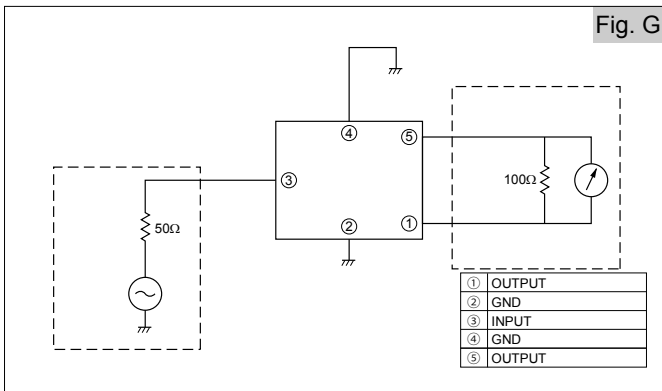 Fig. G
④
⑤
③
100Ω
50Ω
②
①
① OUTPUT
② GND
③ INPUT
④ GND
⑤ OUTPUT